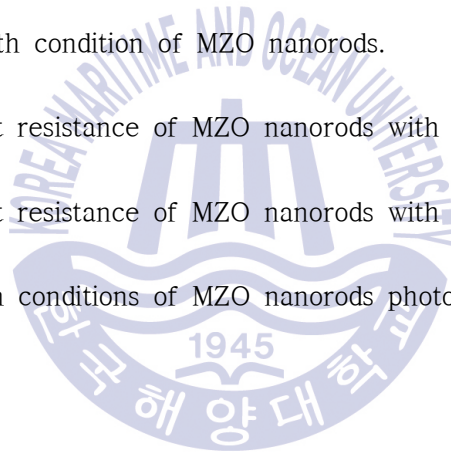 th condition of MZO nanorods.
t resistance of MZO nanorods with
t resistance of MZO nanorods with
n conditions of MZO nanorods photo
KOREA MARITIME AND OCEAN UNIVERSITY
1945
한국해양대학교